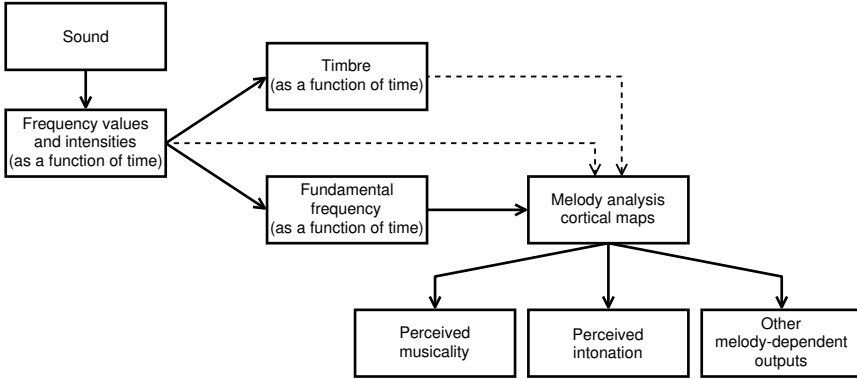 Sound
Frequency values
and intensities
(as a function of time)
Timbre
(as a function of time)
Fundamental
frequency
(as a function of time)
Melody analysis
cortical maps
Perceived
musicality
Perceived
intonation
Other
melody-dependent
outputs